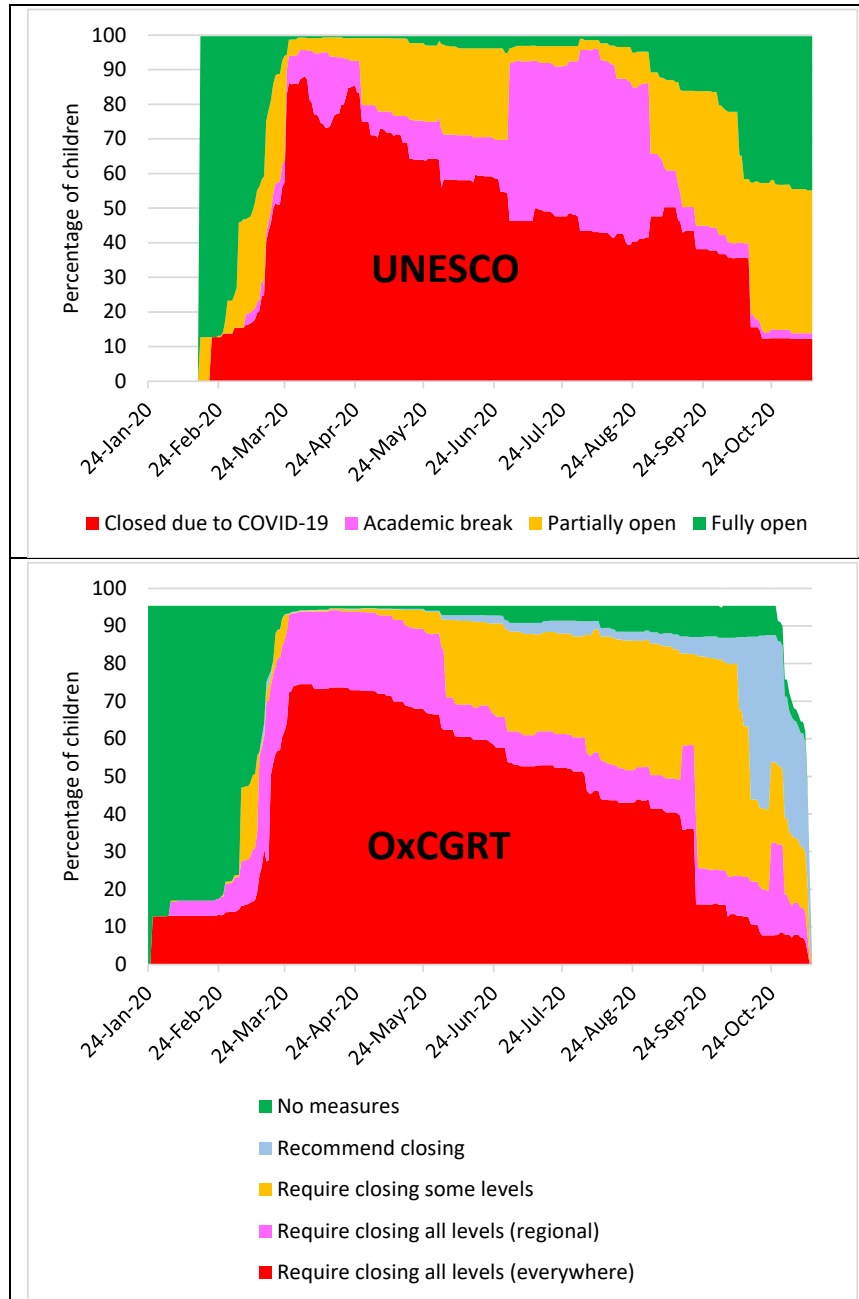 100
90
80
70
60
50
40
30
20
10
0
Percentage of children
UNESCO
24-Jan-20
24-Feb-20
24-Mar-20
24-Apr-20
24-May-20
24-Jun-20
24-Jul-20
24-Aug-20
24-Sep-20
24-Oct-20
Closed due to COVID-19 Academic break Partially open Fully open
100
90
80
70
60
50
40
30
20
10
0
Percentage of children
OxCGRT
24-Jan-20
24-Feb-20
24-Mar-20
24-Apr-20
24-May-20
24-Jun-20
24-Jul-20
24-Aug-20
24-Sep-20
24-Oct-20
No measures
Recommend closing
Require closing some levels
Require closing all levels (regional)
Require closing all levels (everywhere)